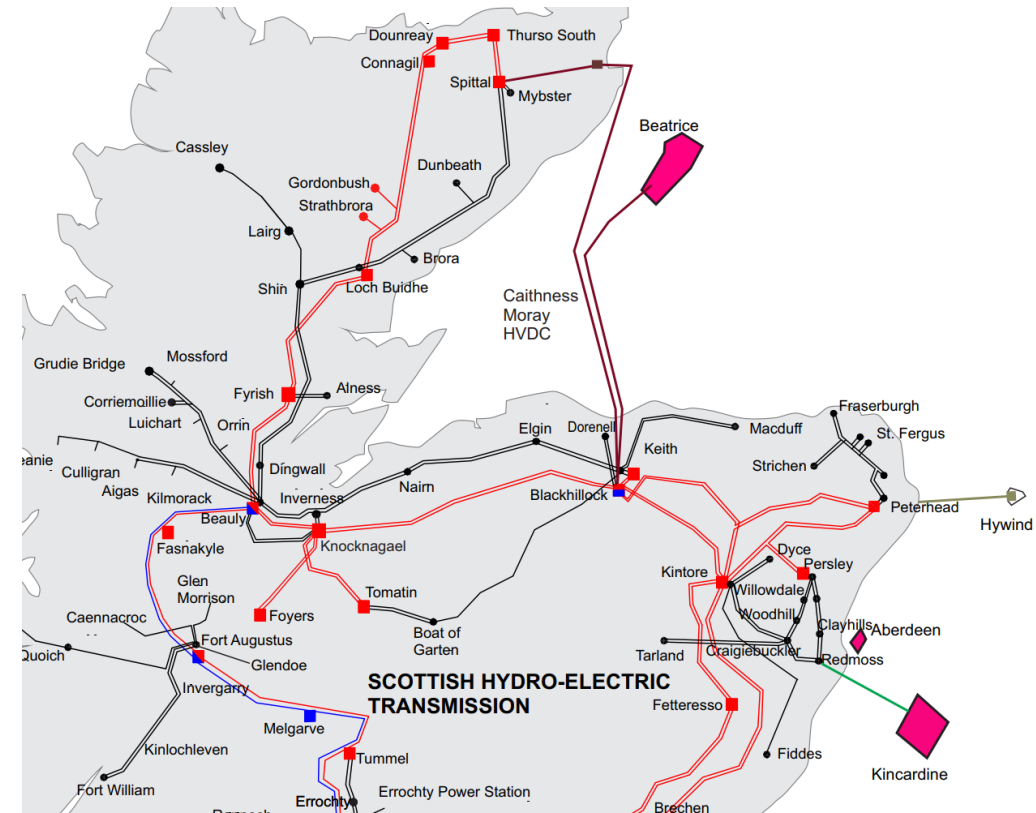 Dounreay
Thurso South
Connagil
Spittal
Mybster
Beatrice
Cassley
Dunbeath
Gordonbush
Strathbrora
Lairg
Brora
Shin
Loch Buidhe
Caithness
Moray
HVDC
Grudie Bridge
Mossford
Fyrish
Alness
Corriemoillie
Luichart
Orrin
Elgin
Dorenell
Keith
Macduff
Fraserburgh
St. Fergus
Strichen
eanie
Culligran
Aigas
Kilmorack
Dingwall
Nairn
Inverness
Beauly
Blackhillock
Peterhead
Hywind
Fasnakyle
Knocknagael
Kintore
Dyce
Persley
Willowdale
Woodhill
Clayhills
Aberdeen
Glen
Morrison
Foyers
Tomatin
Boat of
Garten
Caennacroc
Fort Augustus
Quoich
Glendoe
Tarland
Craigiebuckler
Redmoss
Invergarry
SCOTTISH HYDRO-ELECTRIC
TRANSMISSION
Fetteresso
Melgarve
Kinlochleven
Tummel
Fiddes
Kincardine
Fort William
Errochty
Errochty Power Station
Brechen